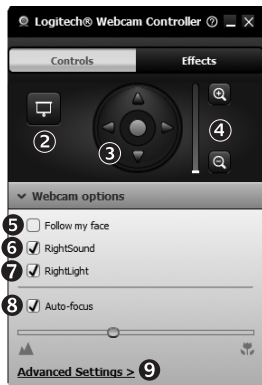 Logitech® Webcam Controller
Controls Effects
2
3
4
Webcam options
5 Follow my face
6 RightSound
7 RightLight
8 Auto-focus
Advanced Settings > 9